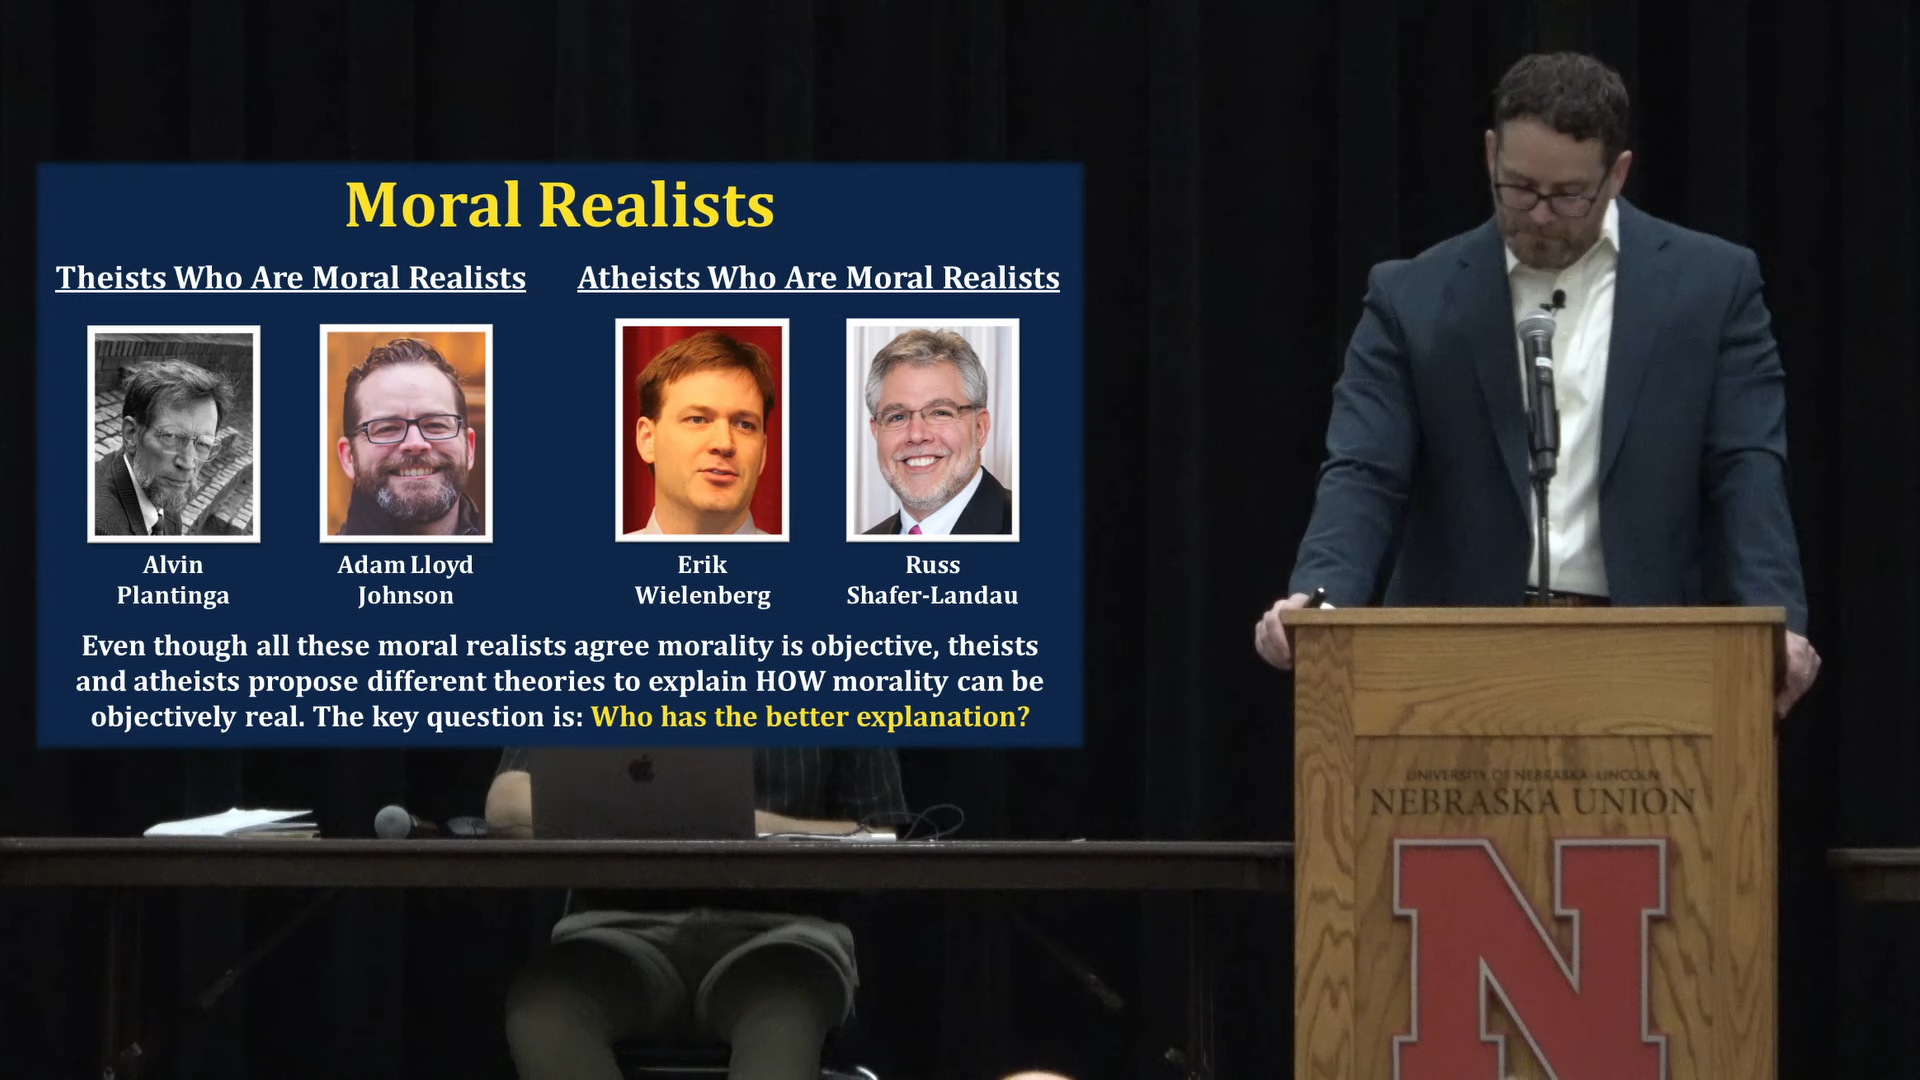 Moral Realists
Theists Who Are Moral Realists
Atheists Who Are Moral Realists
Alvin
Plantinga
Adam Lloyd
Johnson
Erik
Wielenberg
Russ
Shafer-Landau
Even though all these moral realists agree morality is objective, theists
and atheists propose different theories to explain HOW morality can be
objectively real. The key question is: Who has the better explanation?
UNIVERSITY OF NEBRASKA-LINCOLN
NEBRASKA UNION
N